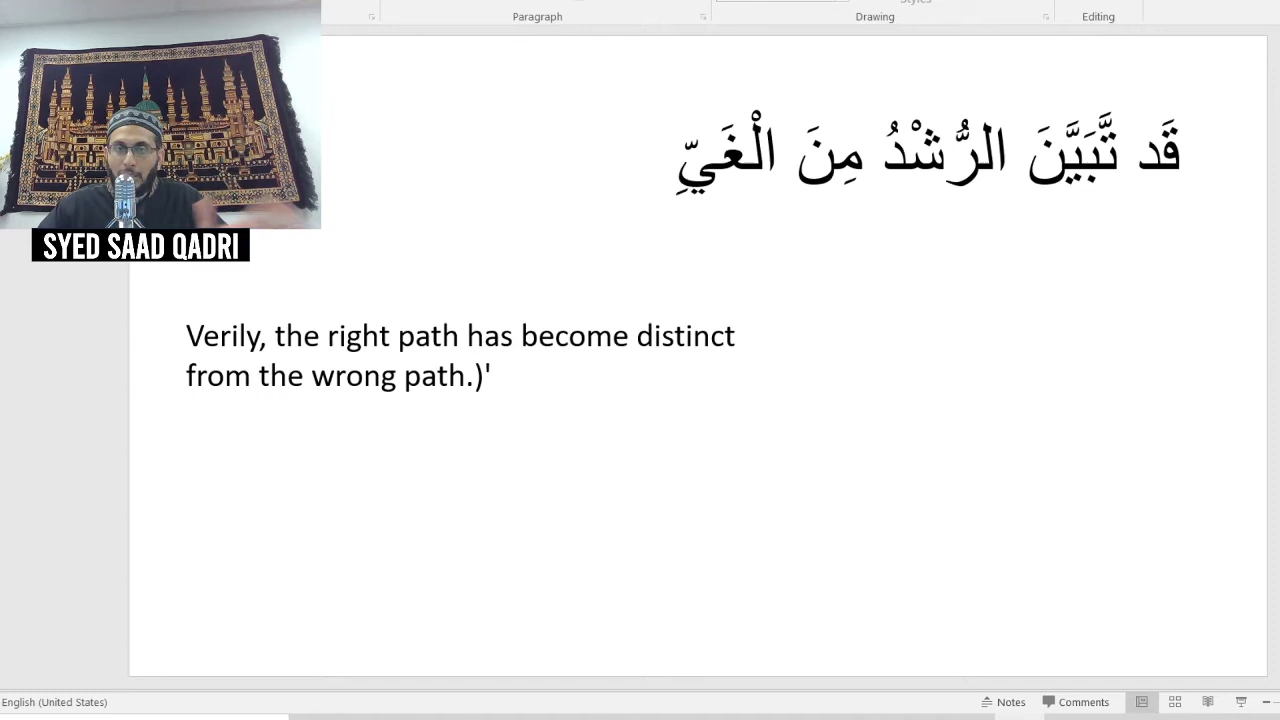 Styles
Paragraph
Drawing
Editing
قَد تَّبَيَّنَ الرُّشْدُ مِنَ الْغَيِّ
SYED SAAD QADRI
Verily, the right path has become distinct
from the wrong path.)'
English (United States)
Notes
Comments